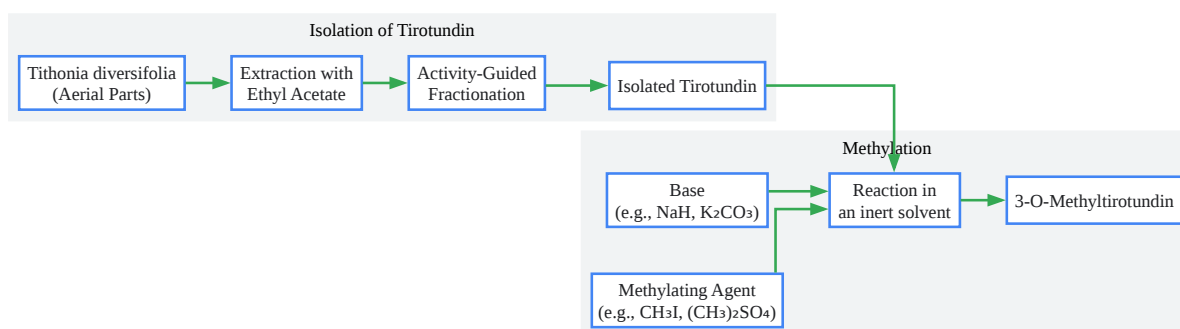 Isolation of Tirotundin
Tithonia diversifolia
(Aerial Parts)
Extraction with
Ethyl Acetate
Activity-Guided
Fractionation
Isolated Tirotundin
Methylation
Base
(e.g., NaH, K₂CO₃)
Reaction in
an inert solvent
3-O-Methyltirotundin
Methylating Agent
(e.g., CH₃I, (CH₃)₂SO₄)